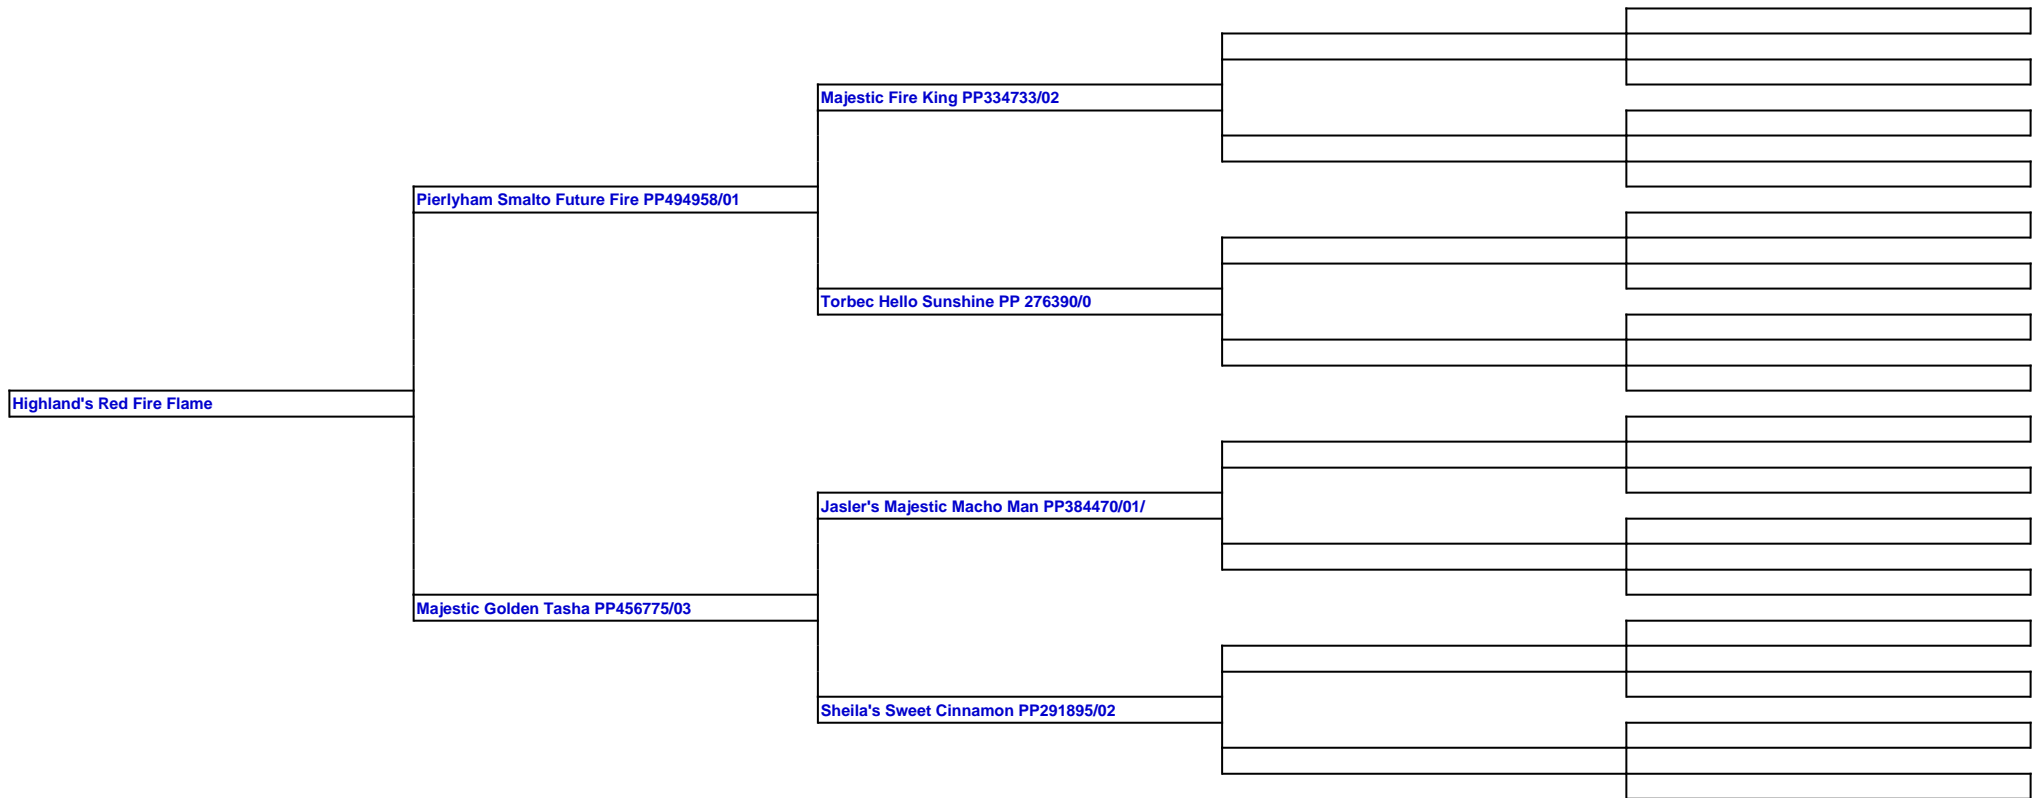 Majestic Fire King PP334733/02
Pierlyham Smalto Future Fire PP494958/01
Torbec Hello Sunshine PP 276390/0
Highland's Red Fire Flame
Jasler's Majestic Macho Man PP384470/01/
Majestic Golden Tasha PP456775/03
Sheila's Sweet Cinnamon PP291895/02